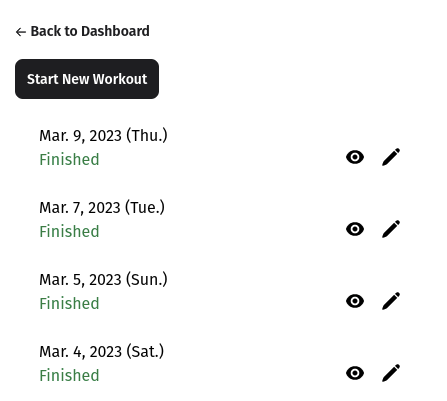 ← Back to Dashboard
Start New Workout
Mar. 9, 2023 (Thu.)
Finished
Mar. 7, 2023 (Tue.)
Finished
Mar. 5, 2023 (Sun.)
Finished
Mar. 4, 2023 (Sat.)
Finished